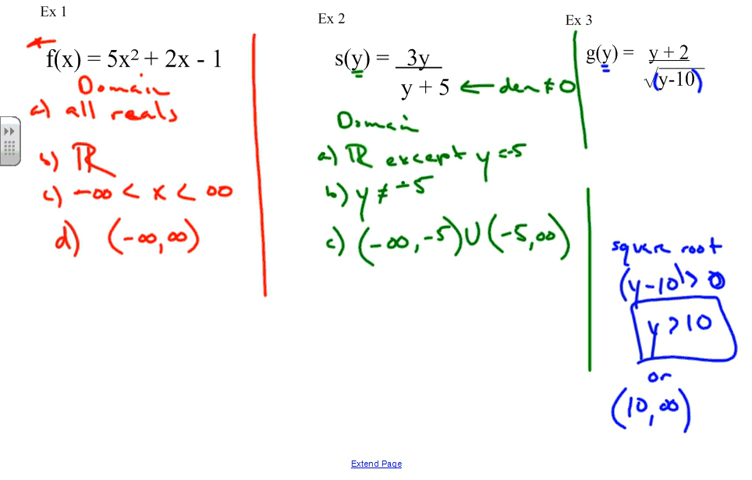 Ex 1
f(x) = 5x² + 2x - 1
Domain
a) all reals
b) ℝ
c) -∞ < x < ∞
d) (-∞, ∞)
Ex 2
s(y) = 3y
y + 5 ← den ≠ 0
Domain
a) ℝ except y = -5
b) y ≠ -5
c) (-∞, -5) ∪ (-5, ∞)
Ex 3
g(y) = y + 2
√(y-10)
square root
(y-10) > 0
y > 10
or
(10, ∞)
Extend Page